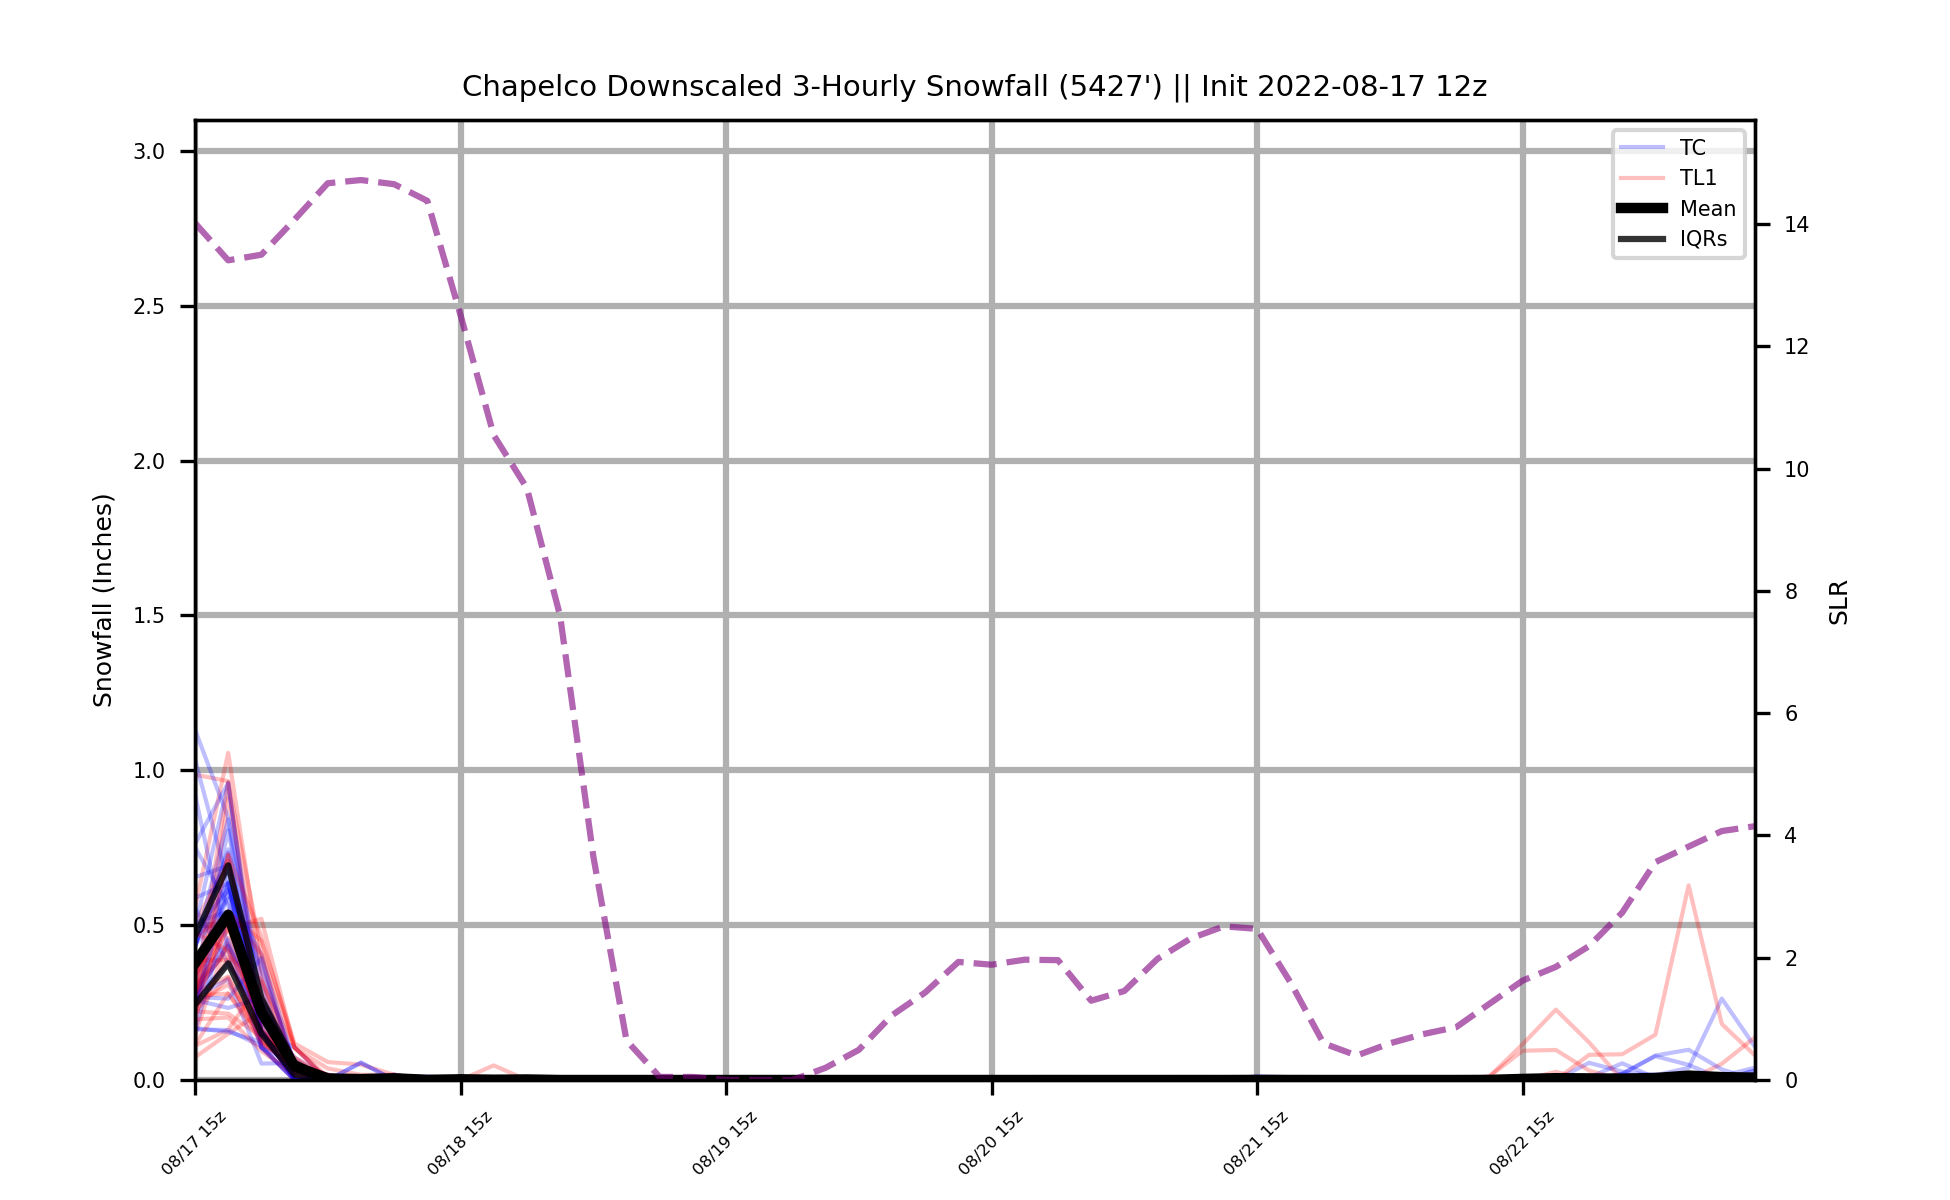 Chapelco Downscaled 3-Hourly Snowfall (5427') || Init 2022-08-17 12z
TC
TL1
Mean
IQRs
Snowfall (Inches)
3.0
2.5
2.0
1.5
1.0
0.5
0.0
14
12
10
8
6
4
2
0
SLR
08/17 15z
08/18 15z
08/19 15z
08/20 15z
08/21 15z
08/22 15z